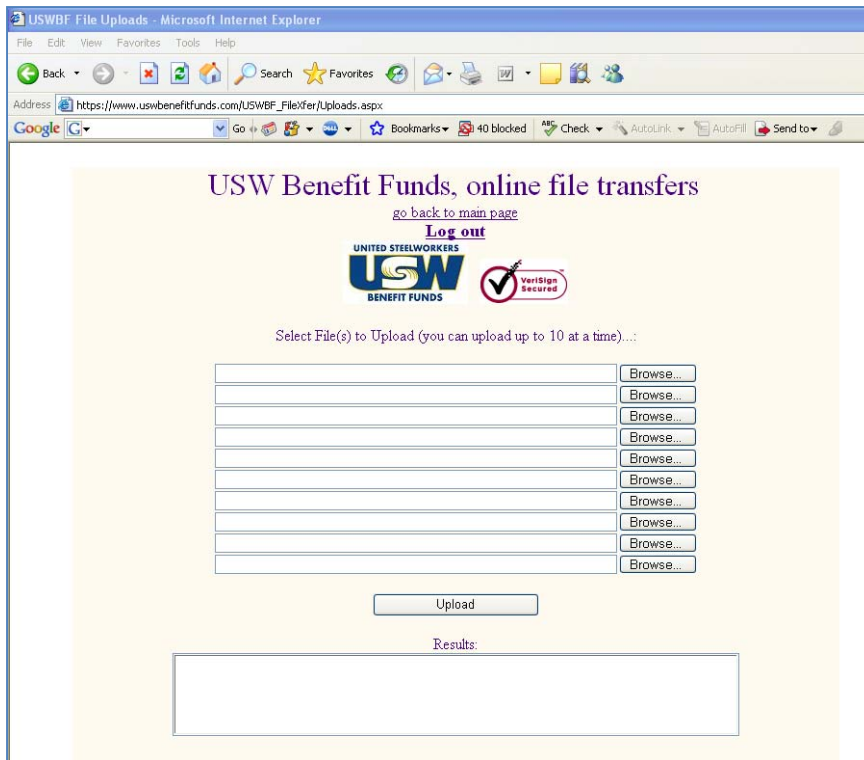 USWBF File Uploads - Microsoft Internet Explorer
File Edit View Favorites Tools Help
Back Search Favorites W
Address https://www.uswbenefitfunds.com/USWBF_FileXfer/Uploads.aspx
Google G Go Bookmarks 40 blocked ABC Check AutoLink AutoFill Send to
USW Benefit Funds, online file transfers
go back to main page
Log out
UNITED STEELWORKERS
USW
BENEFIT FUNDS
VeriSign
Secured
Select File(s) to Upload (you can upload up to 10 at a time)...:
Browse...
Browse...
Browse...
Browse...
Browse...
Browse...
Browse...
Browse...
Browse...
Browse...
Upload
Results: